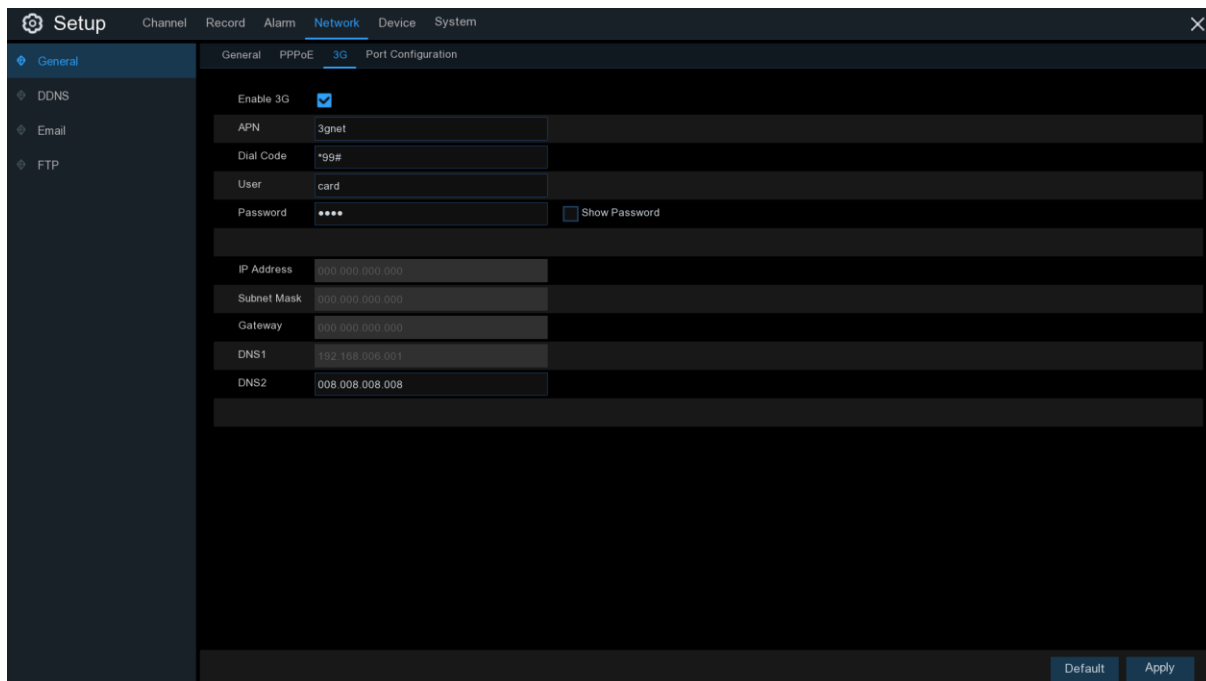 Setup Channel Record Alarm Network Device System
General General PPPoE 3G Port Configuration
DDNS
Email
FTP
Enable 3G
APN 3gnet
Dial Code *99#
User card
Password •••• Show Password
IP Address 000.000.000.000
Subnet Mask 000.000.000.000
Gateway 000.000.000.000
DNS1 192.168.006.001
DNS2 008.008.008.008
Default Apply